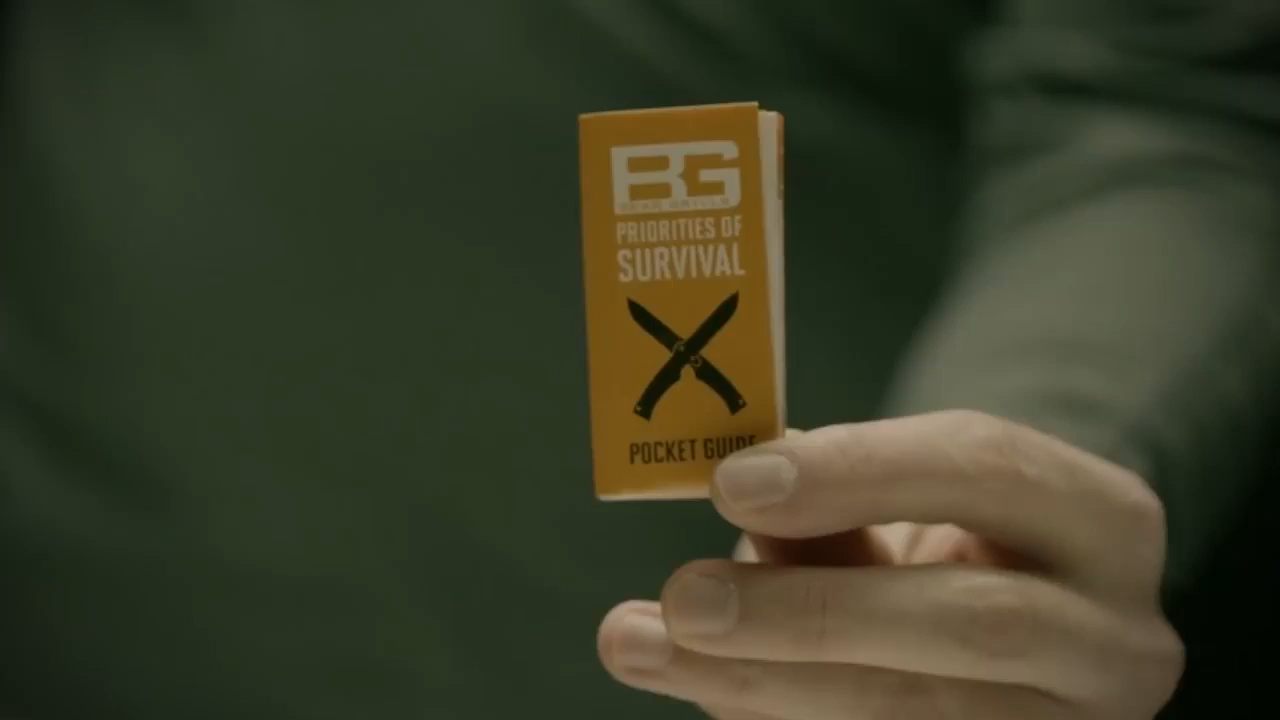 BG
BEAR GRYLLS
PRIORITIES OF
SURVIVAL
POCKET GUIDE